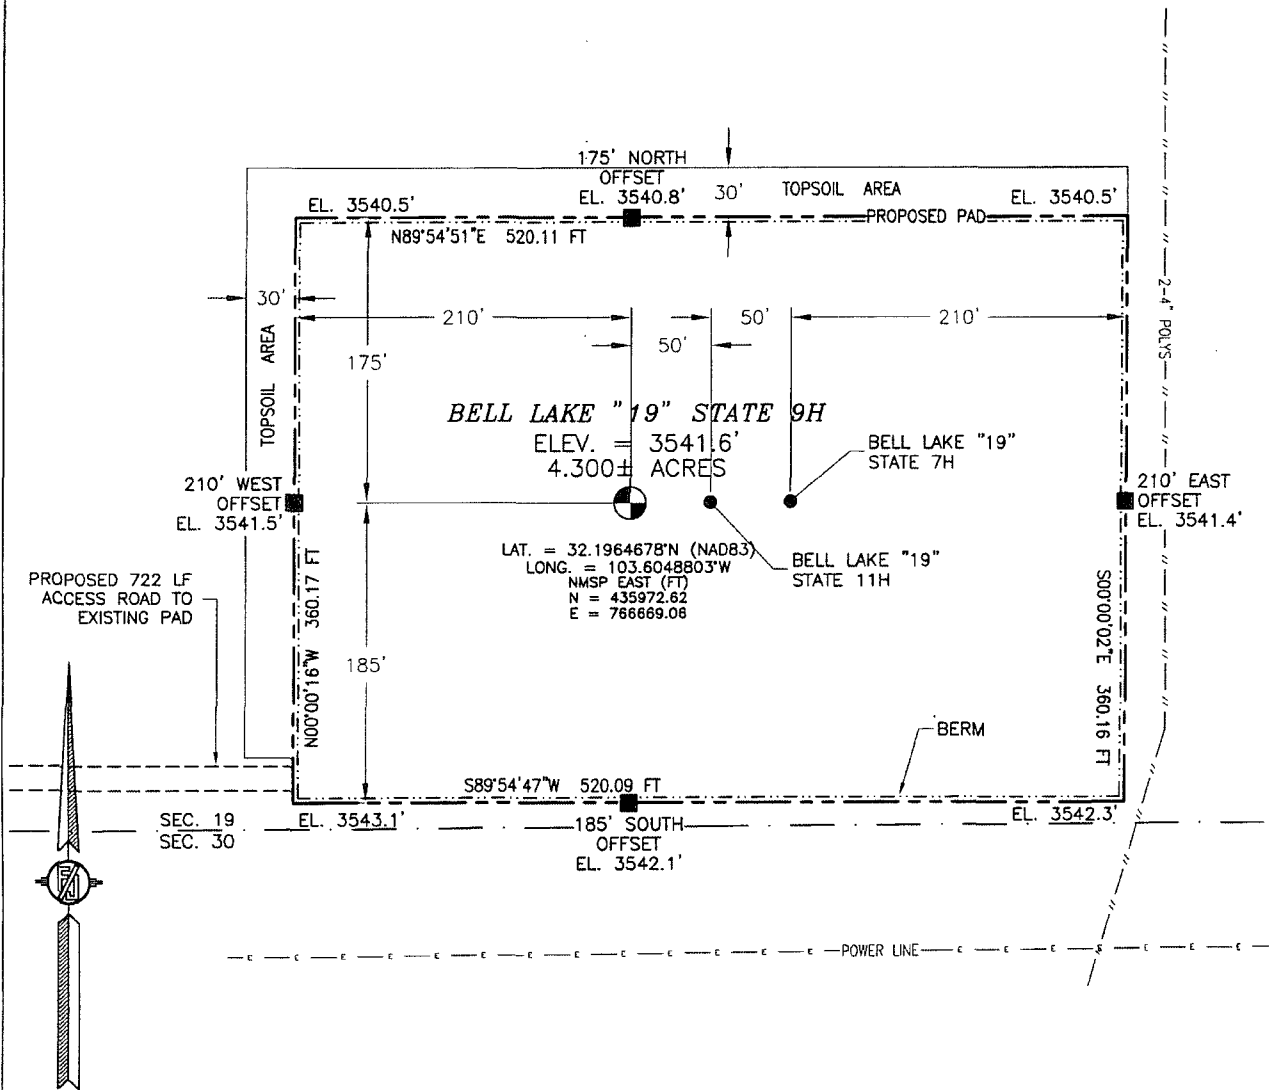 175' NORTH
OFFSET
EL. 3540.8'
30'
TOPSOIL AREA
EL. 3540.5'
EL. 3540.5'
PROPOSED PAD
N89°54'51"E 520.11 FT
2-4" POLYS
30'
TOPSOIL AREA
210'
50'
210'
50'
175'
BELL LAKE "19" STATE 9H
ELEV. = 3541.6'
4.300± ACRES
BELL LAKE "19"
STATE 7H
210' WEST
OFFSET
EL. 3541.5'
210' EAST
OFFSET
EL. 3541.4'
LAT. = 32.1964678°N (NAD83)
LONG. = 103.6048803°W
NMSP EAST (FT)
N = 435972.62
E = 766669.06
BELL LAKE "19"
STATE 11H
PROPOSED 722 LF
ACCESS ROAD TO
EXISTING PAD
N00°00'16"W 360.17 FT
185'
S00°00'02"E 360.16 FT
BERM
S89°54'47"W 520.09 FT
SEC. 19
SEC. 30
EL. 3543.1'
185' SOUTH
OFFSET
EL. 3542.1'
EL. 3542.3'
E E E E E E E E E E E E E POWER LINE E E E E E E